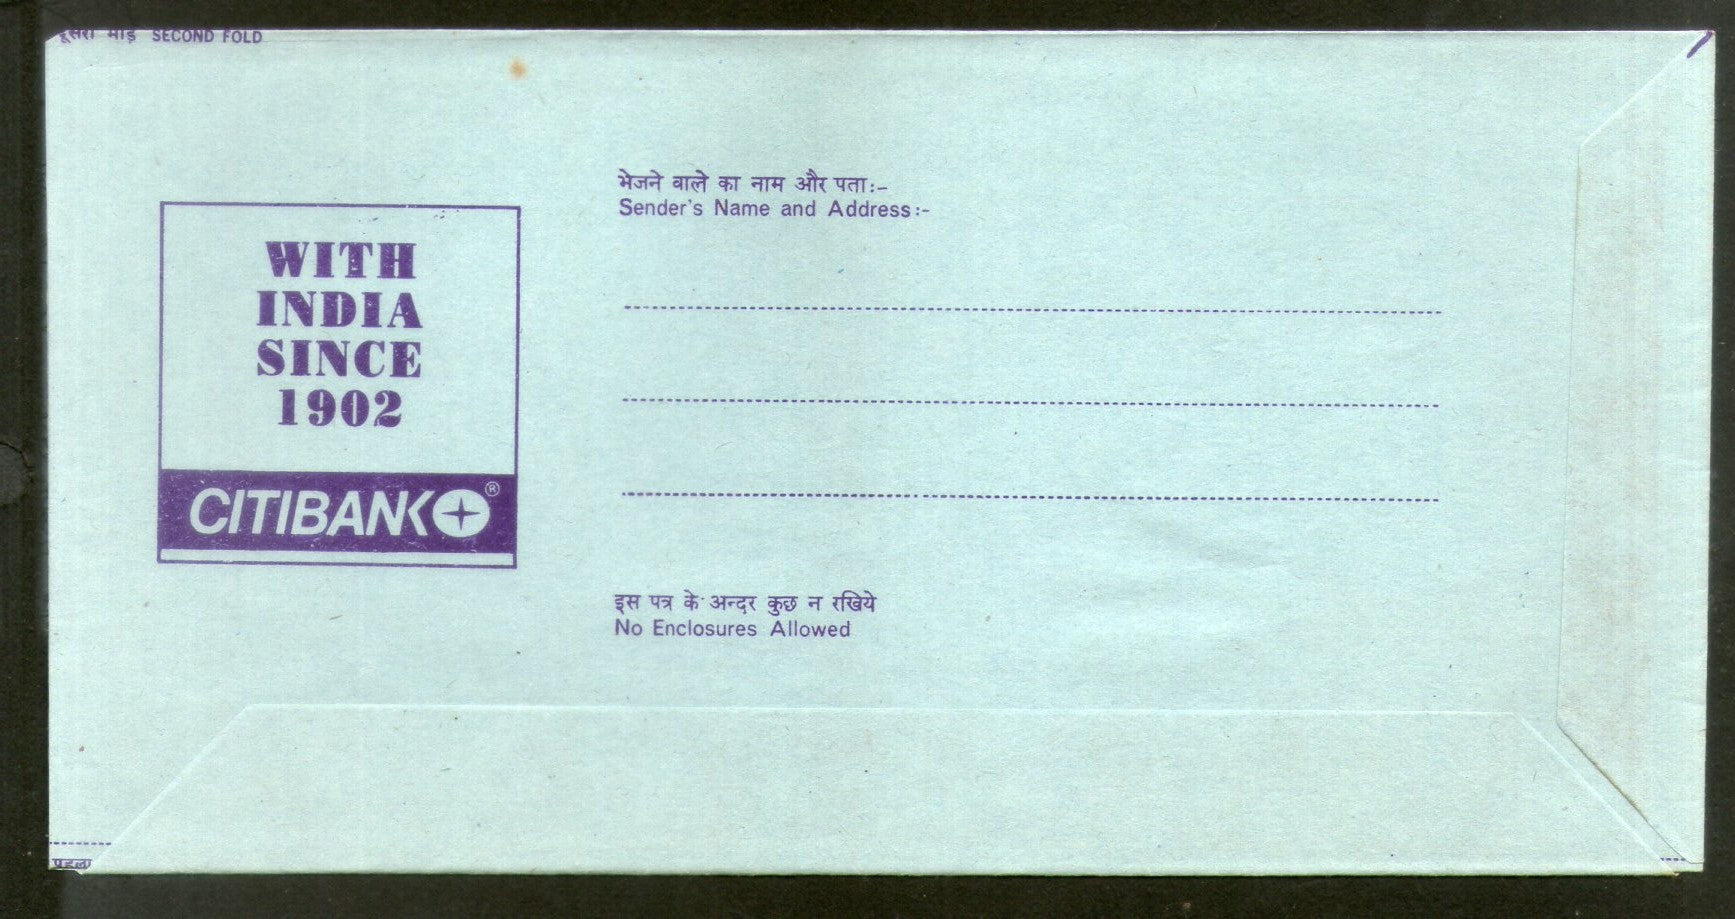 दूसरा मोड़ SECOND FOLD
भेजने वाले का नाम और पता:-
Sender's Name and Address:-
WITH
INDIA
SINCE
1902
CITIBANK ®
इस पत्र के अन्दर कुछ न रखिये
No Enclosures Allowed
पहला